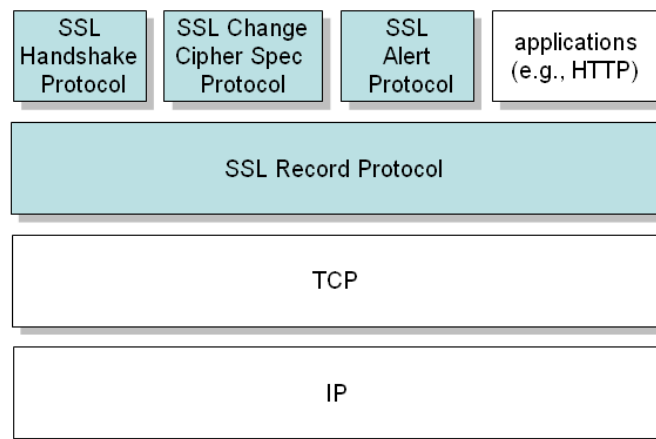 SSL
Handshake
Protocol
SSL Change
Cipher Spec
Protocol
SSL
Alert
Protocol
applications
(e.g., HTTP)
SSL Record Protocol
TCP
IP